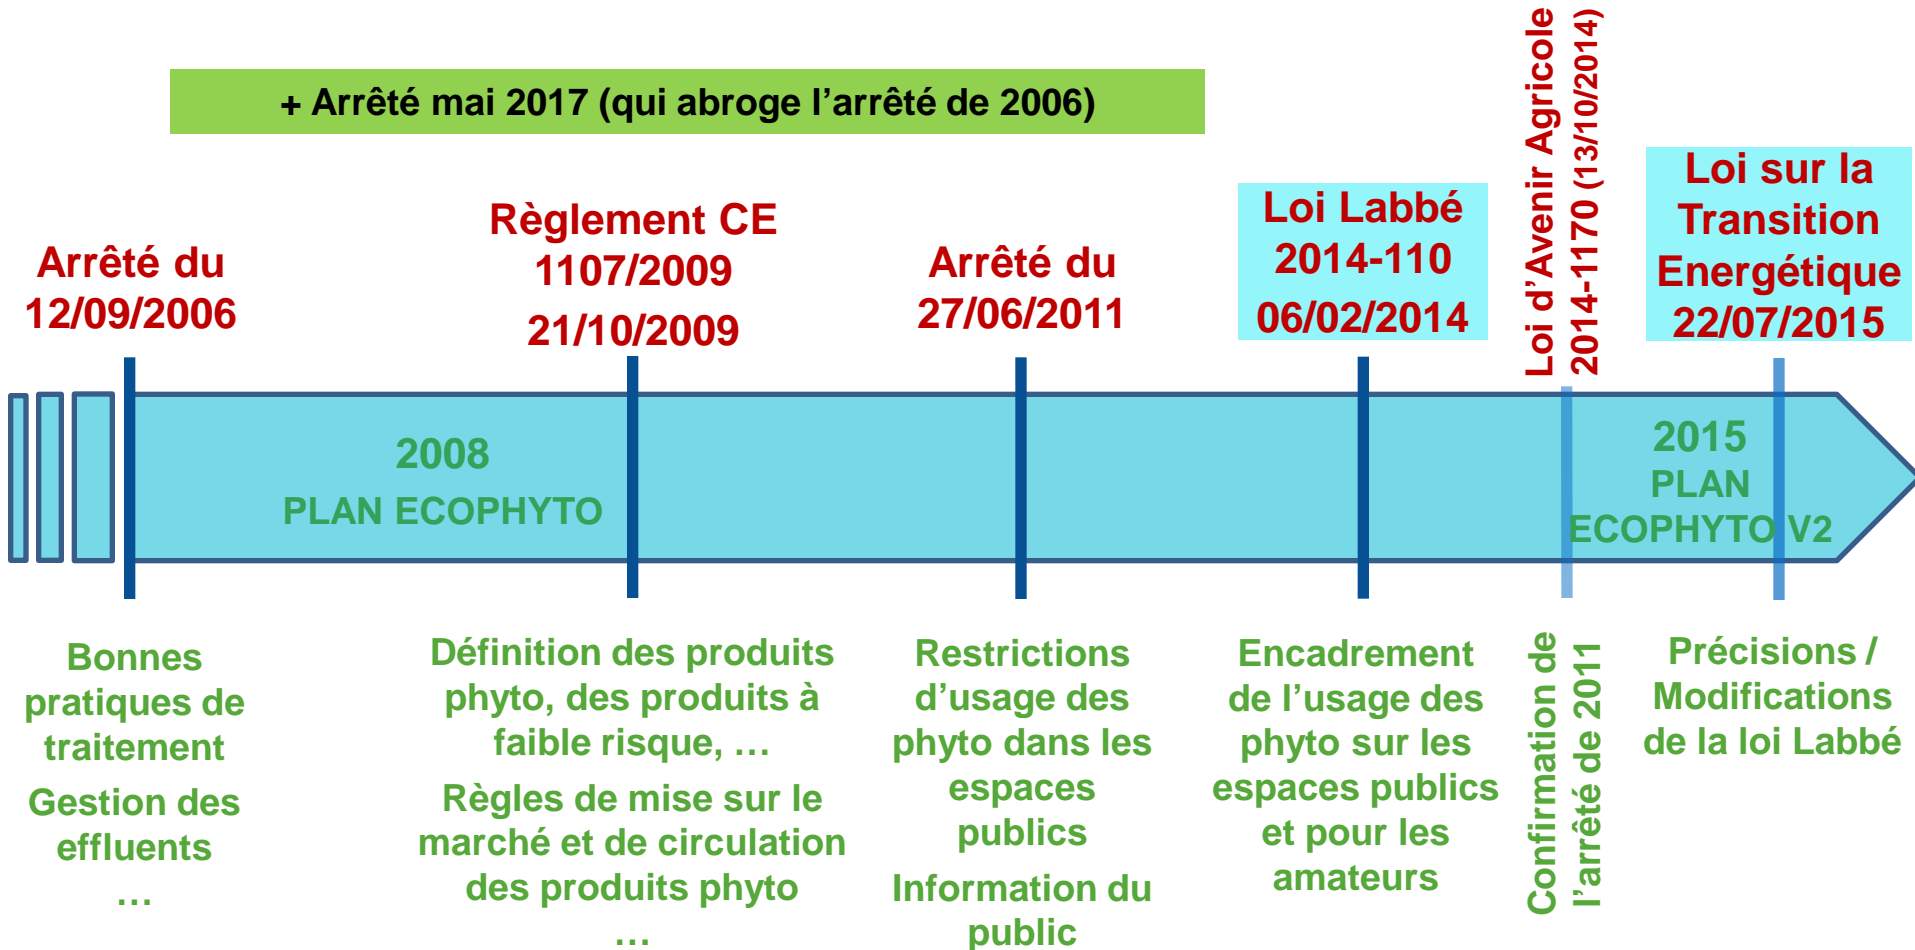 + Arrêté mai 2017 (qui abroge l’arrêté de 2006)
Arrêté du
12/09/2006
Règlement CE
1107/2009
21/10/2009
Arrêté du
27/06/2011
Loi Labbé
2014-110
06/02/2014
Loi d’Avenir Agricole
2014-1170 (13/10/2014)
Loi sur la
Transition
Energétique
22/07/2015
2008
PLAN ECOPHYTO
2015
PLAN
ECOPHYTO V2
Bonnes
pratiques de
traitement
Gestion des
effluents
…
Définition des produits
phyto, des produits à
faible risque, …
Règles de mise sur le
marché et de circulation
des produits phyto
…
Restrictions
d’usage des
phyto dans les
espaces
publics
Information du
public
Encadrement
de l’usage des
phyto sur les
espaces publics
et pour les
amateurs
Confirmation de
l’arrêté de 2011
Précisions /
Modifications
de la loi Labbé